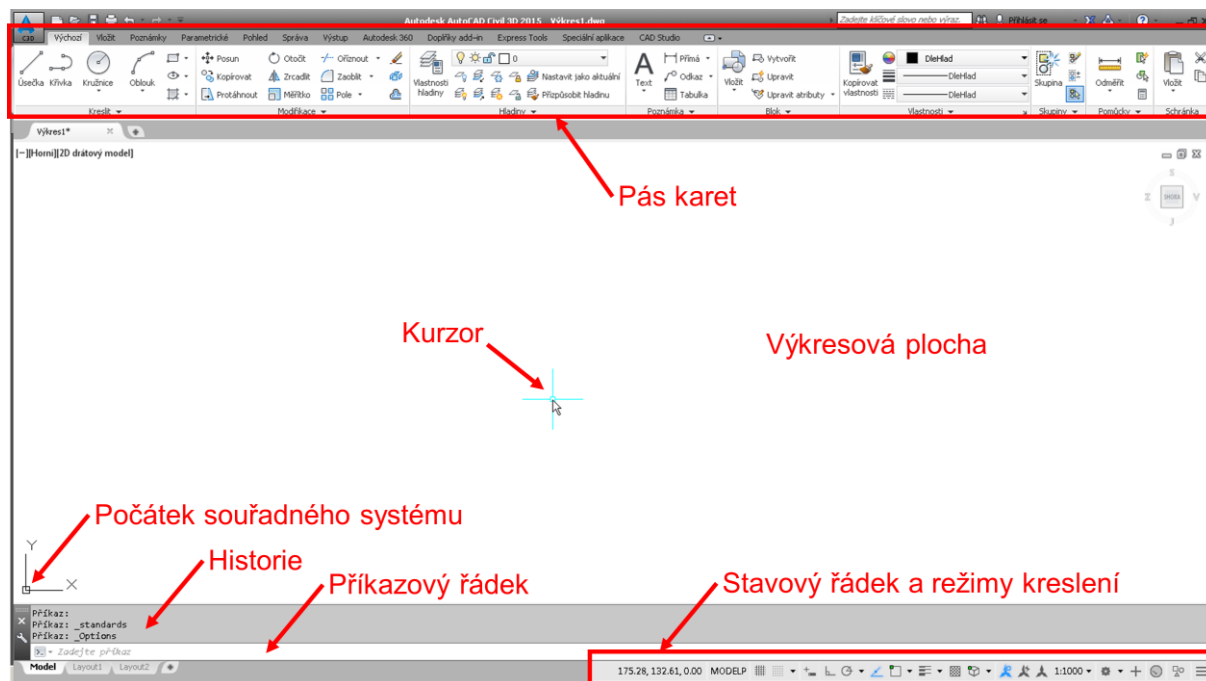 Autodesk AutoCAD Civil 3D 2015 Výkres1.dwg
Zadejte klíčové slovo nebo výraz.
Přihlásit se
C3D
Výchozí Vložit Poznámky Parametrické Pohled Správa Výstup Autodesk 360 Doplňky add-in Express Tools Speciální aplikace CAD Studio
Úsečka Křivka Kružnice Oblouk
Posun Otočit Oříznout
Kopírovat Zrcadlit Zaoblit
Protáhnout Měřítko Pole
Vlastnosti hladiny
0
Nastavit jako aktuální
Přizpůsobit hladinu
Text
Přímá
Odkaz
Tabulka
Vložit
Vytvořit
Upravit
Upravit atributy
Kopírovat vlastnosti
DleHlad
DleHlad
DleHlad
Skupina
Odměřit
Vložit
Kreslit Modifikace Hladiny Poznámka Blok Vlastnosti Skupiny Pomůcky Schránka
Výkres1*
[−][Horní][2D drátový model]
S
Z V
J
Pás karet
Kurzor
Výkresová plocha
Počátek souřadného systému
Y
X
Historie
Příkazový řádek
Stavový řádek a režimy kreslení
Příkaz:
Příkaz: _standards
Příkaz: _Options
Zadejte příkaz
Model Layout1 Layout2
175.28, 132.61, 0.00 MODELP 1:1000